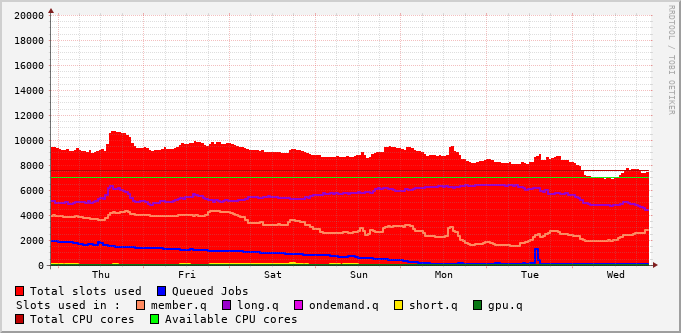 20000
18000
16000
14000
12000
10000
8000
6000
4000
2000
0
Thu Fri Sat Sun Mon Tue Wed
RRDTOOL / TOBI OETIKER
Total slots used Queued Jobs
Slots used in : member.q long.q ondemand.q short.q gpu.q
Total CPU cores Available CPU cores